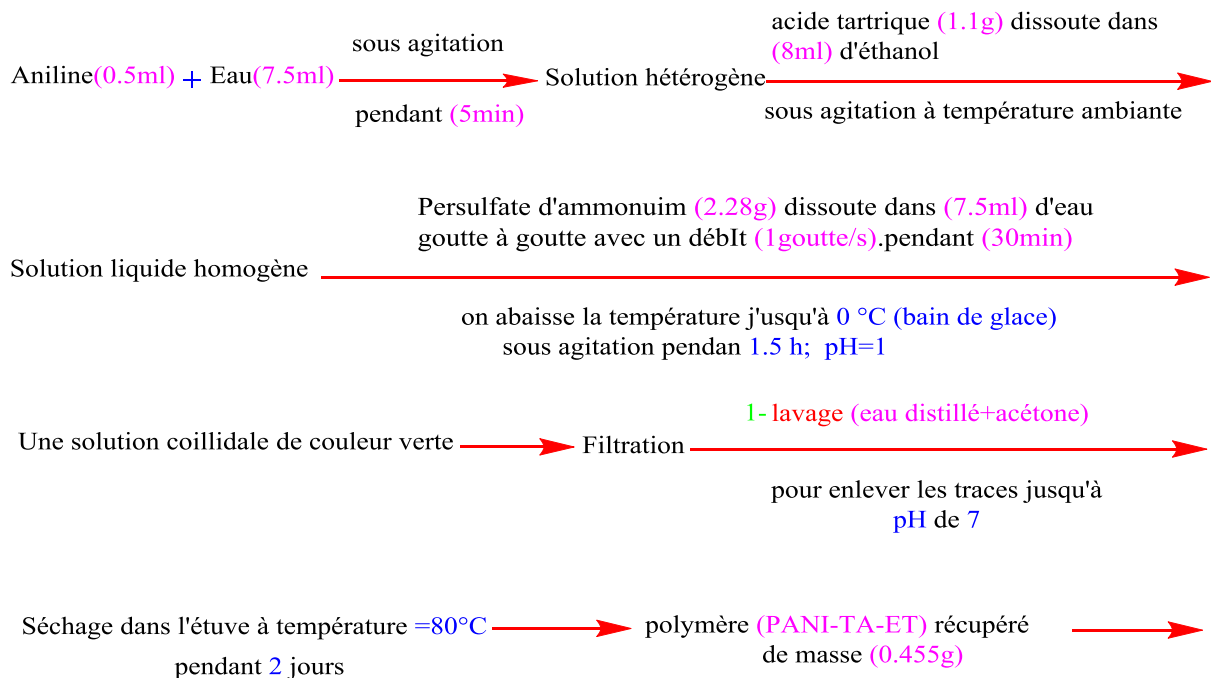 acide tartrique (1.1g) dissoute dans
(8ml) d'éthanol
sous agitation
Aniline(0.5ml) + Eau(7.5ml)
Solution hétérogène
pendant (5min)
sous agitation à température ambiante
Persulfate d'ammonuim (2.28g) dissoute dans (7.5ml) d'eau
goutte à goutte avec un débIt (1goutte/s).pendant (30min)
Solution liquide homogène
on abaisse la température j'usqu'à 0 °C (bain de glace)
sous agitation pendan 1.5 h; pH=1
1- lavage (eau distillé+acétone)
Une solution coillidale de couleur verte
Filtration
pour enlever les traces jusqu'à
pH de 7
Séchage dans l'étuve à température =80°C
pendant 2 jours
polymère (PANI-TA-ET) récupéré
de masse (0.455g)